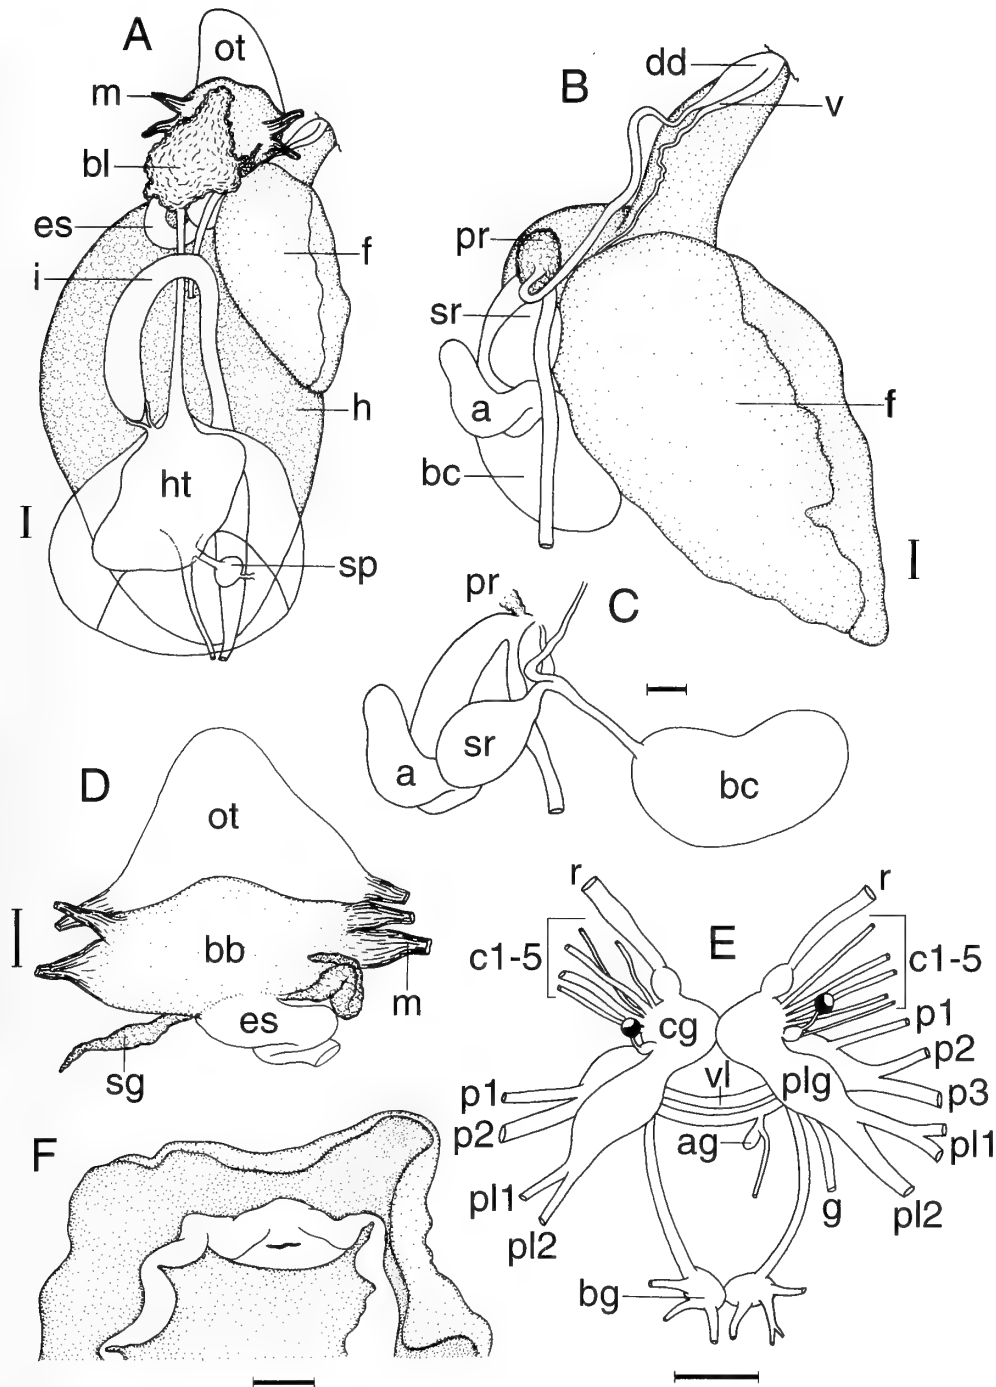 A
ot
m
bl
es
i
f
h
ht
sp
B
dd
v
pr
sr
a
bc
f
C
pr
sr
a
bc
D
ot
bb
m
es
sg
E
r
r
c1-5
c1-5
cg
p1
p2
vl
plg
p3
p1
p2
ag
pl1
pl1
pl2
g
pl2
bg
F